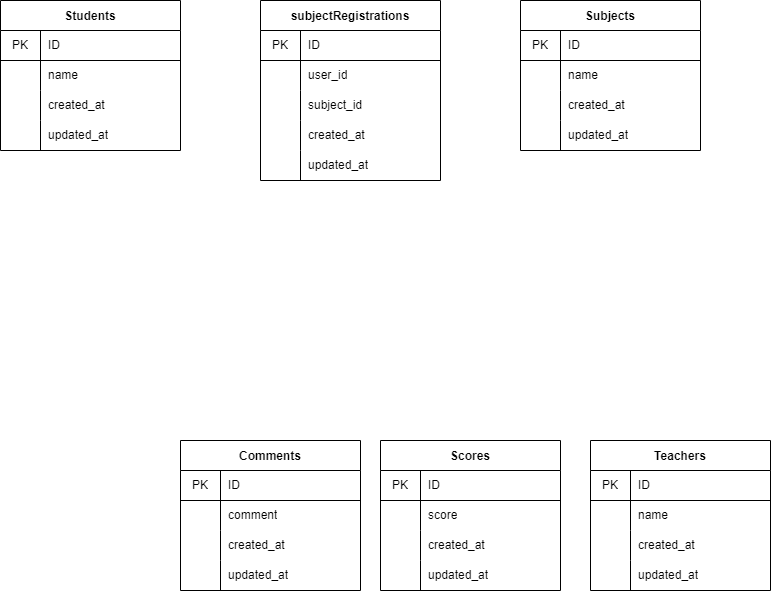 Students
PK ID
name
created_at
updated_at
subjectRegistrations
PK ID
user_id
subject_id
created_at
updated_at
Subjects
PK ID
name
created_at
updated_at
Comments
PK ID
comment
created_at
updated_at
Scores
PK ID
score
created_at
updated_at
Teachers
PK ID
name
created_at
updated_at